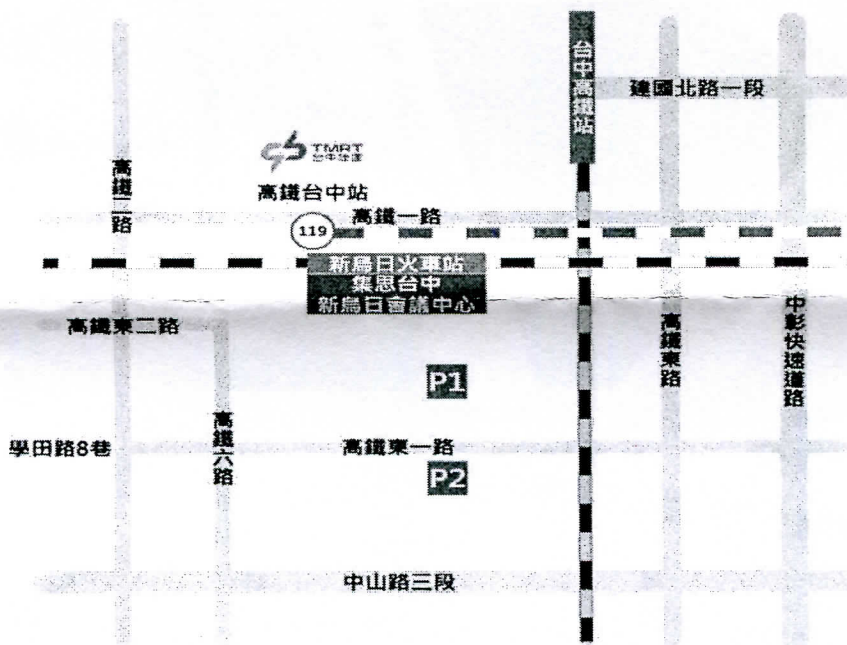 台中高鐵站
建國北路一段
TMRT
台中捷運
高鐵台中站
高鐵二路
高鐵一路
119
新烏日火車站
集思台中
新烏日會議中心
高鐵東二路
高鐵東路
中彰快速道路
P1
高鐵六路
學田路8巷
高鐵東一路
P2
中山路三段